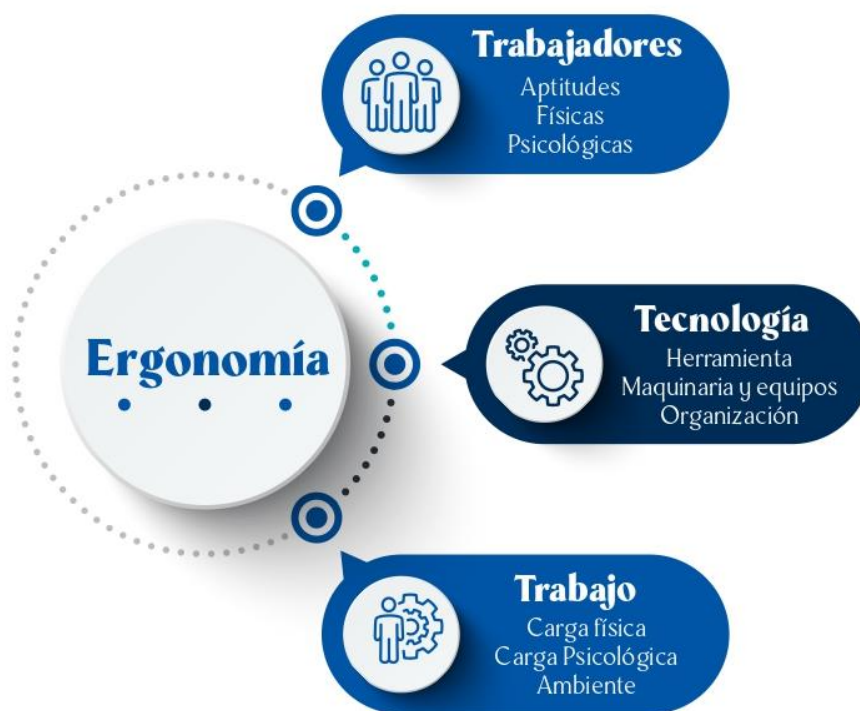 Trabajadores
Aptitudes
Físicas
Psicológicas
Ergonomía
Tecnología
Herramienta
Maquinaria y equipos
Organización
Trabajo
Carga física
Carga Psicológica
Ambiente